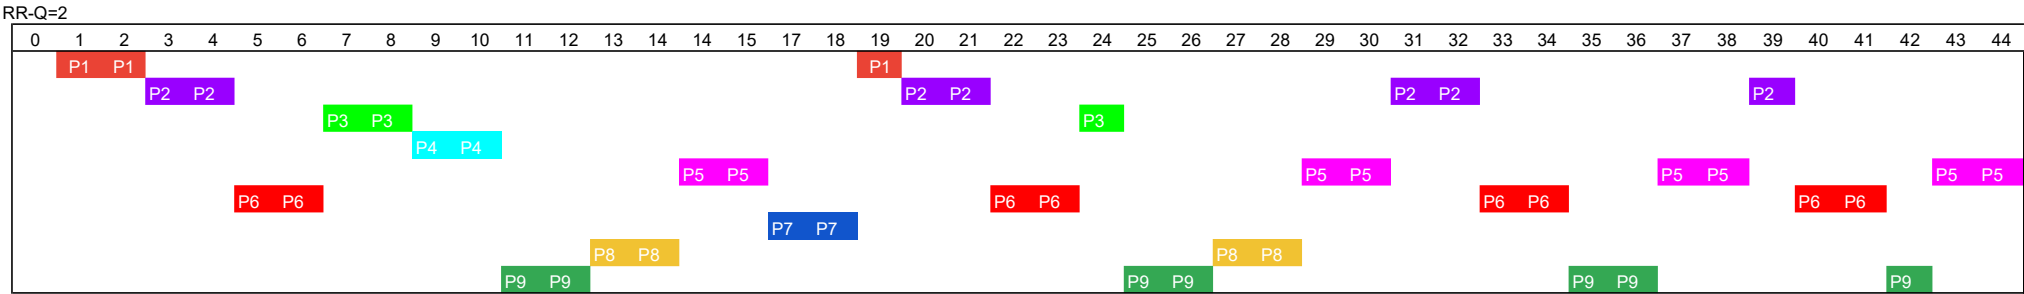 RR-Q=2
0 1 2 3 4 5 6 7 8 9 10 11 12 13 14 14 15 17 18 19 20 21 22 23 24 25 26 27 28 29 30 31 32 33 34 35 36 37 38 39 40 41 42 43 44
P1 P1 P1
P2 P2 P2 P2 P2 P2 P2
P3 P3 P3
P4 P4
P5 P5 P5 P5 P5 P5 P5 P5
P6 P6 P6 P6 P6 P6 P6 P6
P7 P7
P8 P8 P8 P8
P9 P9 P9 P9 P9 P9 P9